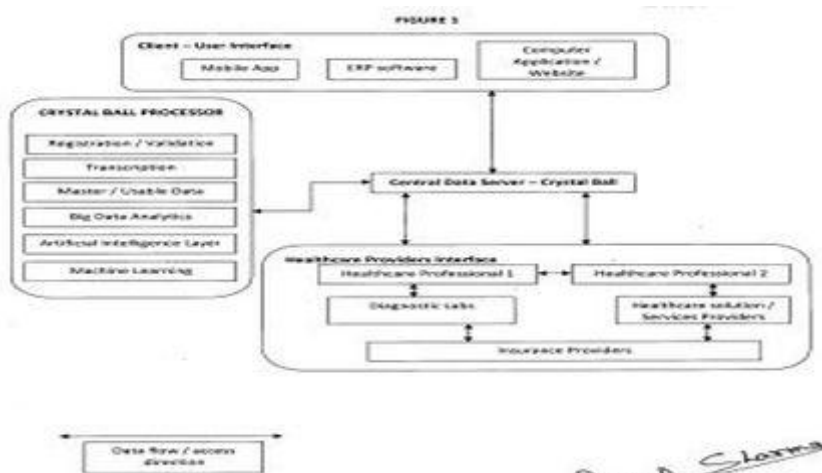 FIGURE 1
Client – User Interface
Mobile App
ERP software
Computer
Application /
Website
CRYSTAL BALL PROCESSOR
Registration / Validation
Transcription
Master / Usable Data
Big Data Analytics
Artificial Intelligence Layer
Machine Learning
Central Data Server – Crystal Ball
Healthcare Providers Interface
Healthcare Professional 1
Healthcare Professional 2
Diagnostic Labs
Healthcare solution /
Services Providers
Insurance Providers
Data flow / access
direction
Sharma